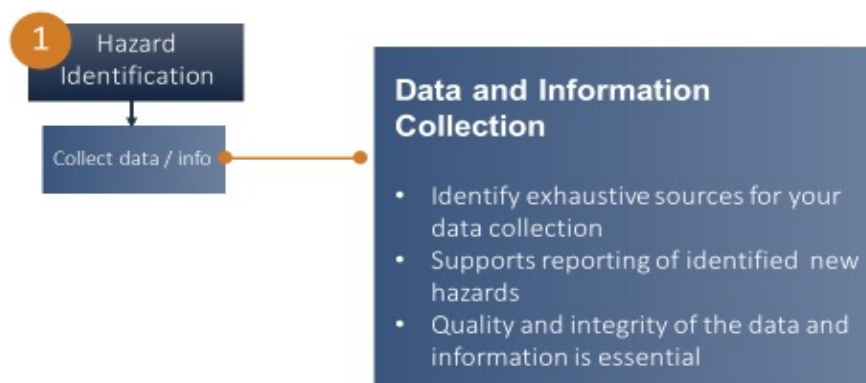 1
Hazard
Identification
Collect data / info
Data and Information
Collection
• Identify exhaustive sources for your
data collection
• Supports reporting of identified new
hazards
• Quality and integrity of the data and
information is essential